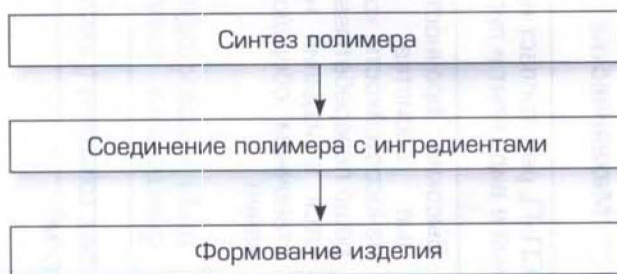 Синтез полимера
Соединение полимера с ингредиентами
Формование изделия